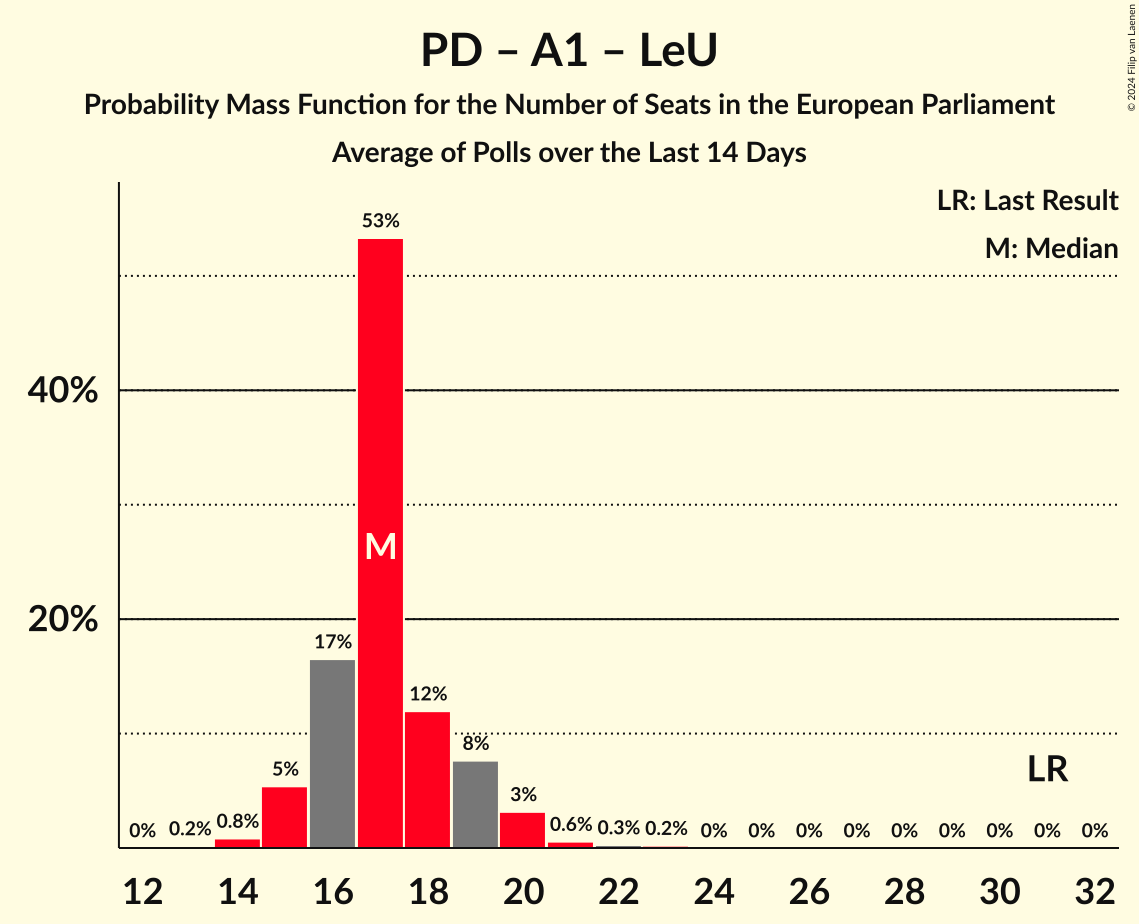 PD – A1 – LeU
Probability Mass Function for the Number of Seats in the European Parliament
Average of Polls over the Last 14 Days
© 2024 Filip van Laenen
LR: Last Result
M: Median
53%
40%
M
20%
17%
12%
8%
LR
5%
3%
0% 0.2% 0.8% 0.6% 0.3% 0.2% 0% 0% 0% 0% 0% 0% 0% 0% 0%
12 14 16 18 20 22 24 26 28 30 32